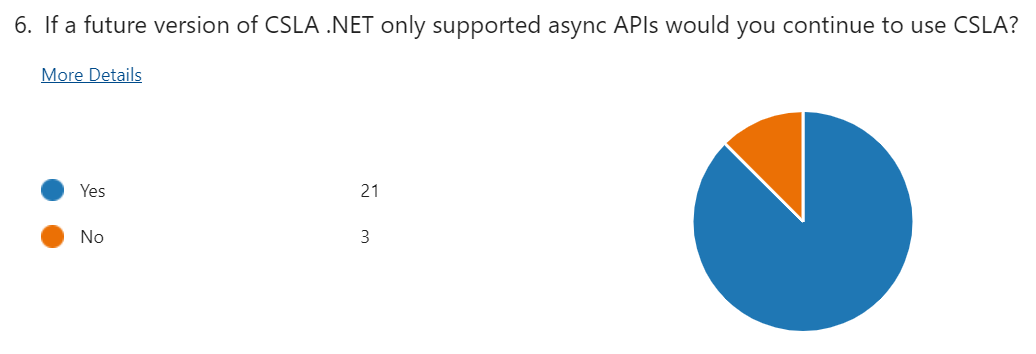 6. If a future version of CSLA .NET only supported async APIs would you continue to use CSLA?
More Details
Yes 21
No 3